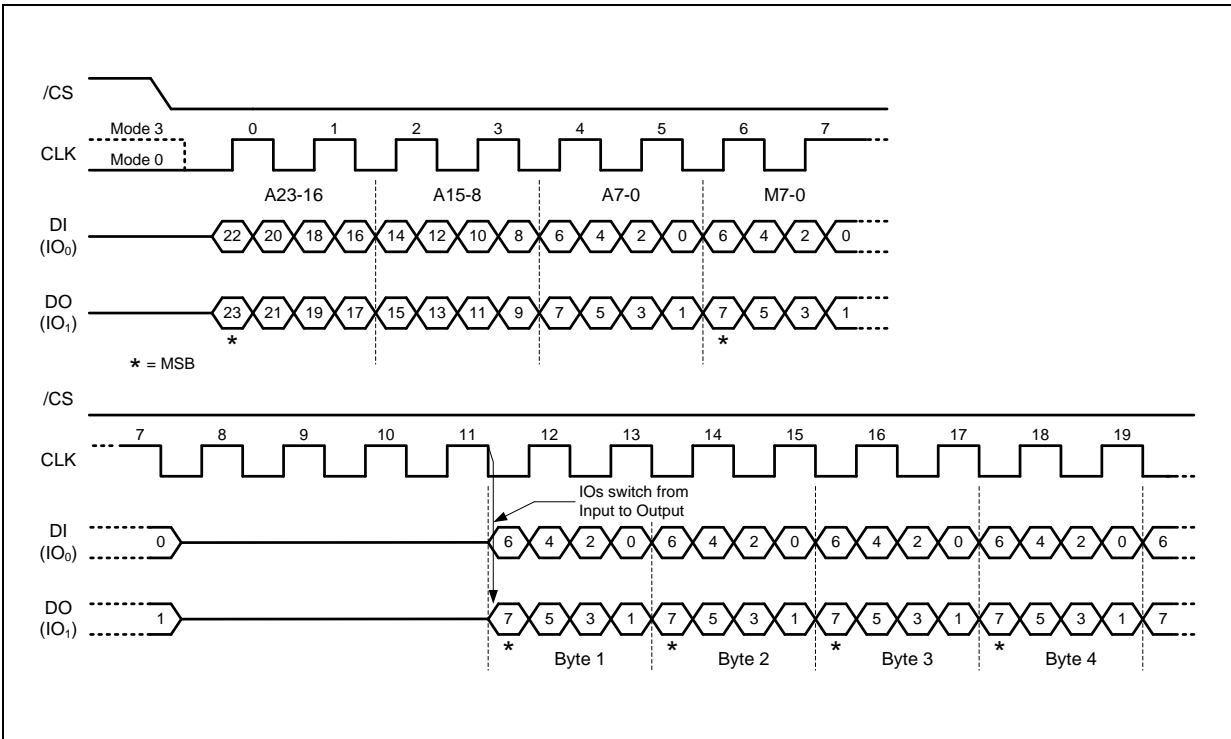 /CS
Mode 3 0 1 2 3 4 5 6 7
CLK
Mode 0
A23-16 A15-8 A7-0 M7-0
DI
(IO0) 22 20 18 16 14 12 10 8 6 4 2 0 6 4 2 0
DO
(IO1) 23 21 19 17 15 13 11 9 7 5 3 1 7 5 3 1
* *
* = MSB
/CS
7 8 9 10 11 12 13 14 15 16 17 18 19
CLK
IOs switch from
Input to Output
DI
(IO0) 0 6 4 2 0 6 4 2 0 6 4 2 0 6 4 2 0 6
DO
(IO1) 1 7 5 3 1 7 5 3 1 7 5 3 1 7 5 3 1 7
* Byte 1 * Byte 2 * Byte 3 * Byte 4